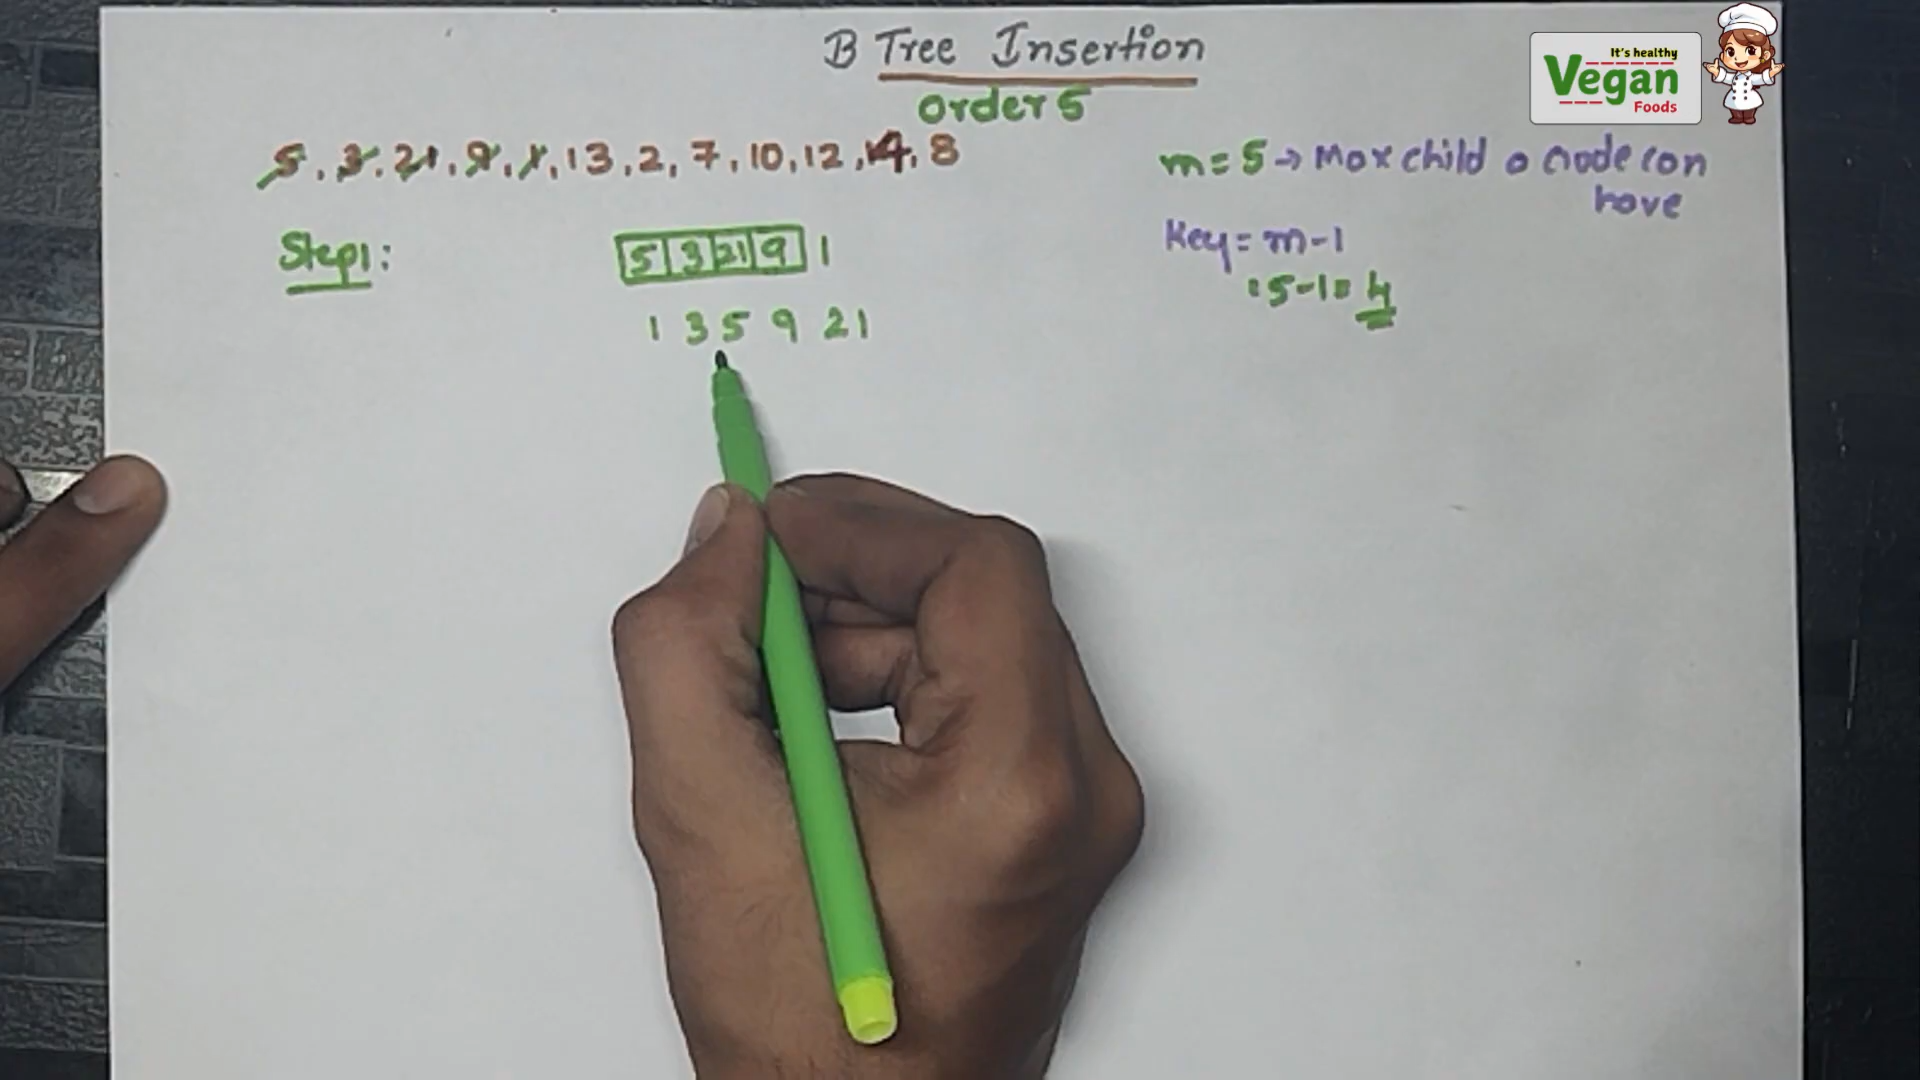 B Tree Insertion
order 5
5, 3, 21, 9, 1, 13, 2, 7, 10, 12, 14, 8
m = 5 → Max child a node can
have
Key = m-1
= 5-1 = 4
Step1:
5 3 21 9 1
1 3 5 9 21
It's healthy
Vegan
Foods